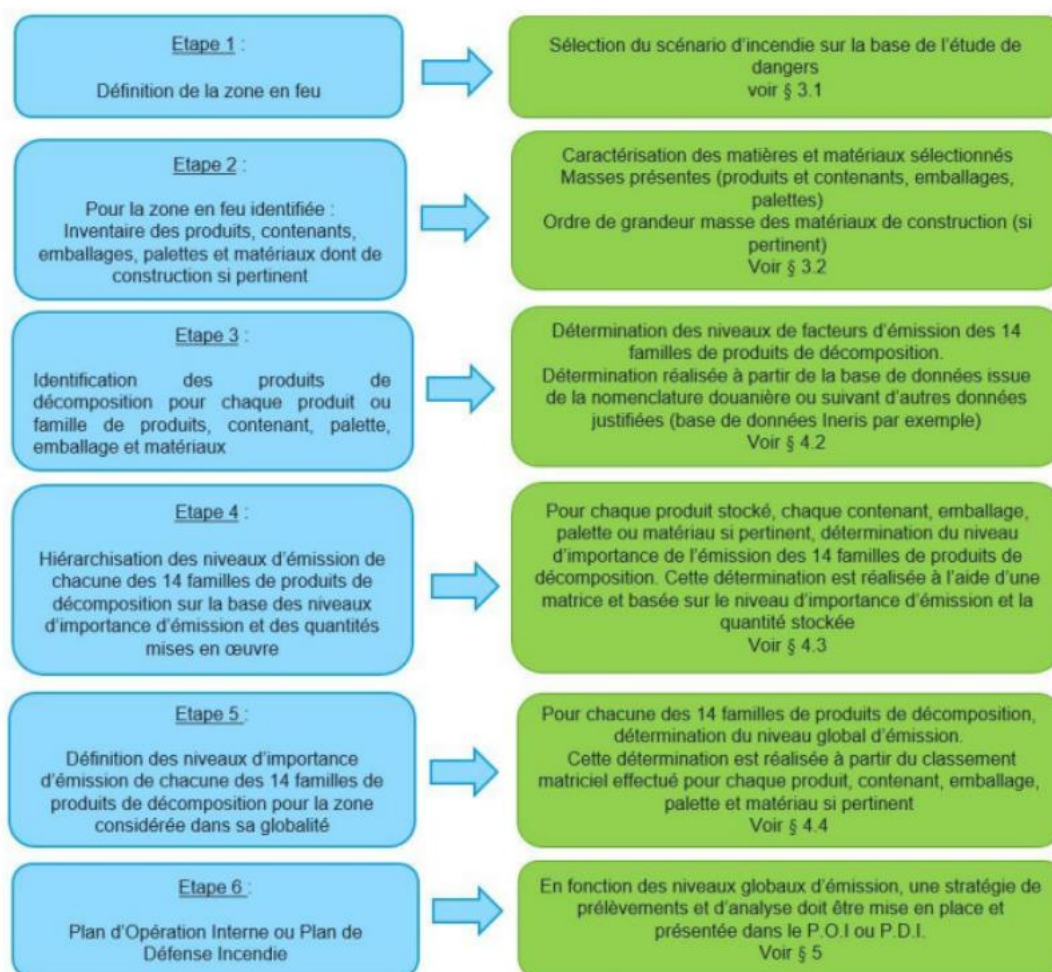 Etape 1 :
Définition de la zone en feu
Sélection du scénario d'incendie sur la base de l'étude de
dangers
voir § 3.1
Etape 2 :
Pour la zone en feu identifiée :
Inventaire des produits, contenants,
emballages, palettes et matériaux dont de
construction si pertinent
Caractérisation des matières et matériaux sélectionnés
Masses présentes (produits et contenants, emballages,
palettes)
Ordre de grandeur masse des matériaux de construction (si
pertinent)
Voir § 3.2
Etape 3 :
Identification des produits de
décomposition pour chaque produit ou
famille de produits, contenant, palette,
emballage et matériaux
Détermination des niveaux de facteurs d'émission des 14
familles de produits de décomposition.
Détermination réalisée à partir de la base de données issue
de la nomenclature douanière ou suivant d'autres données
justifiées (base de données Ineris par exemple)
Voir § 4.2
Etape 4 :
Hiérarchisation des niveaux d'émission de
chacune des 14 familles de produits de
décomposition sur la base des niveaux
d'importance d'émission et des quantités
mises en œuvre
Pour chaque produit stocké, chaque contenant, emballage,
palette ou matériau si pertinent, détermination du niveau
d'importance de l'émission des 14 familles de produits de
décomposition. Cette détermination est réalisée à l'aide d'une
matrice et basée sur le niveau d'importance d'émission et la
quantité stockée
Voir § 4.3
Etape 5 :
Définition des niveaux d'importance
d'émission de chacune des 14 familles de
produits de décomposition pour la zone
considérée dans sa globalité
Pour chacune des 14 familles de produits de décomposition,
détermination du niveau global d'émission.
Cette détermination est réalisée à partir du classement
matriciel effectué pour chaque produit, contenant, emballage,
palette et matériau si pertinent
Voir § 4.4
Etape 6 :
Plan d'Opération Interne ou Plan de
Défense Incendie
En fonction des niveaux globaux d'émission, une stratégie de
prélèvements et d'analyse doit être mise en place et
présentée dans le P.O.I ou P.D.I.
Voir § 5